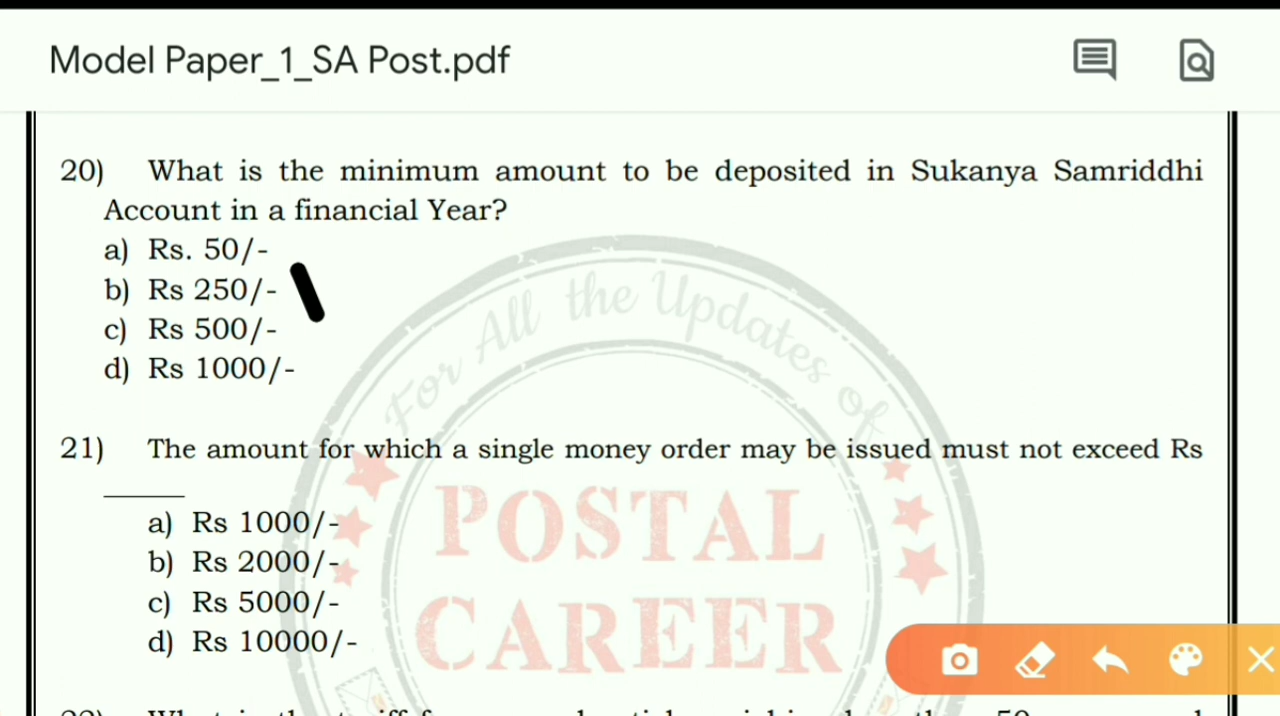 Model Paper_1_SA Post.pdf
20) What is the minimum amount to be deposited in Sukanya Samriddhi
Account in a financial Year?
a) Rs. 50/-
b) Rs 250/-
c) Rs 500/-
d) Rs 1000/-
For All the Updates of
21) The amount for which a single money order may be issued must not exceed Rs
______
POSTAL
CAREER
a) Rs 1000/-
b) Rs 2000/-
c) Rs 5000/-
d) Rs 10000/-